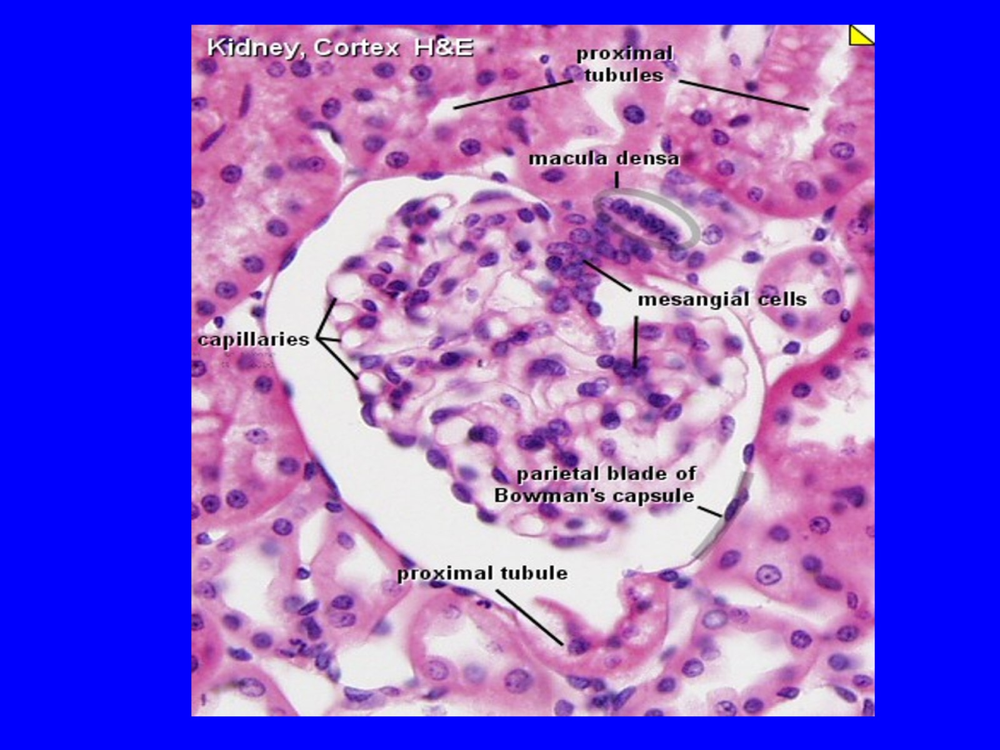 Kidney, Cortex H&E
proximal
tubules
macula densa
mesangial cells
capillaries
parietal blade of
Bowman's capsule
proximal tubule